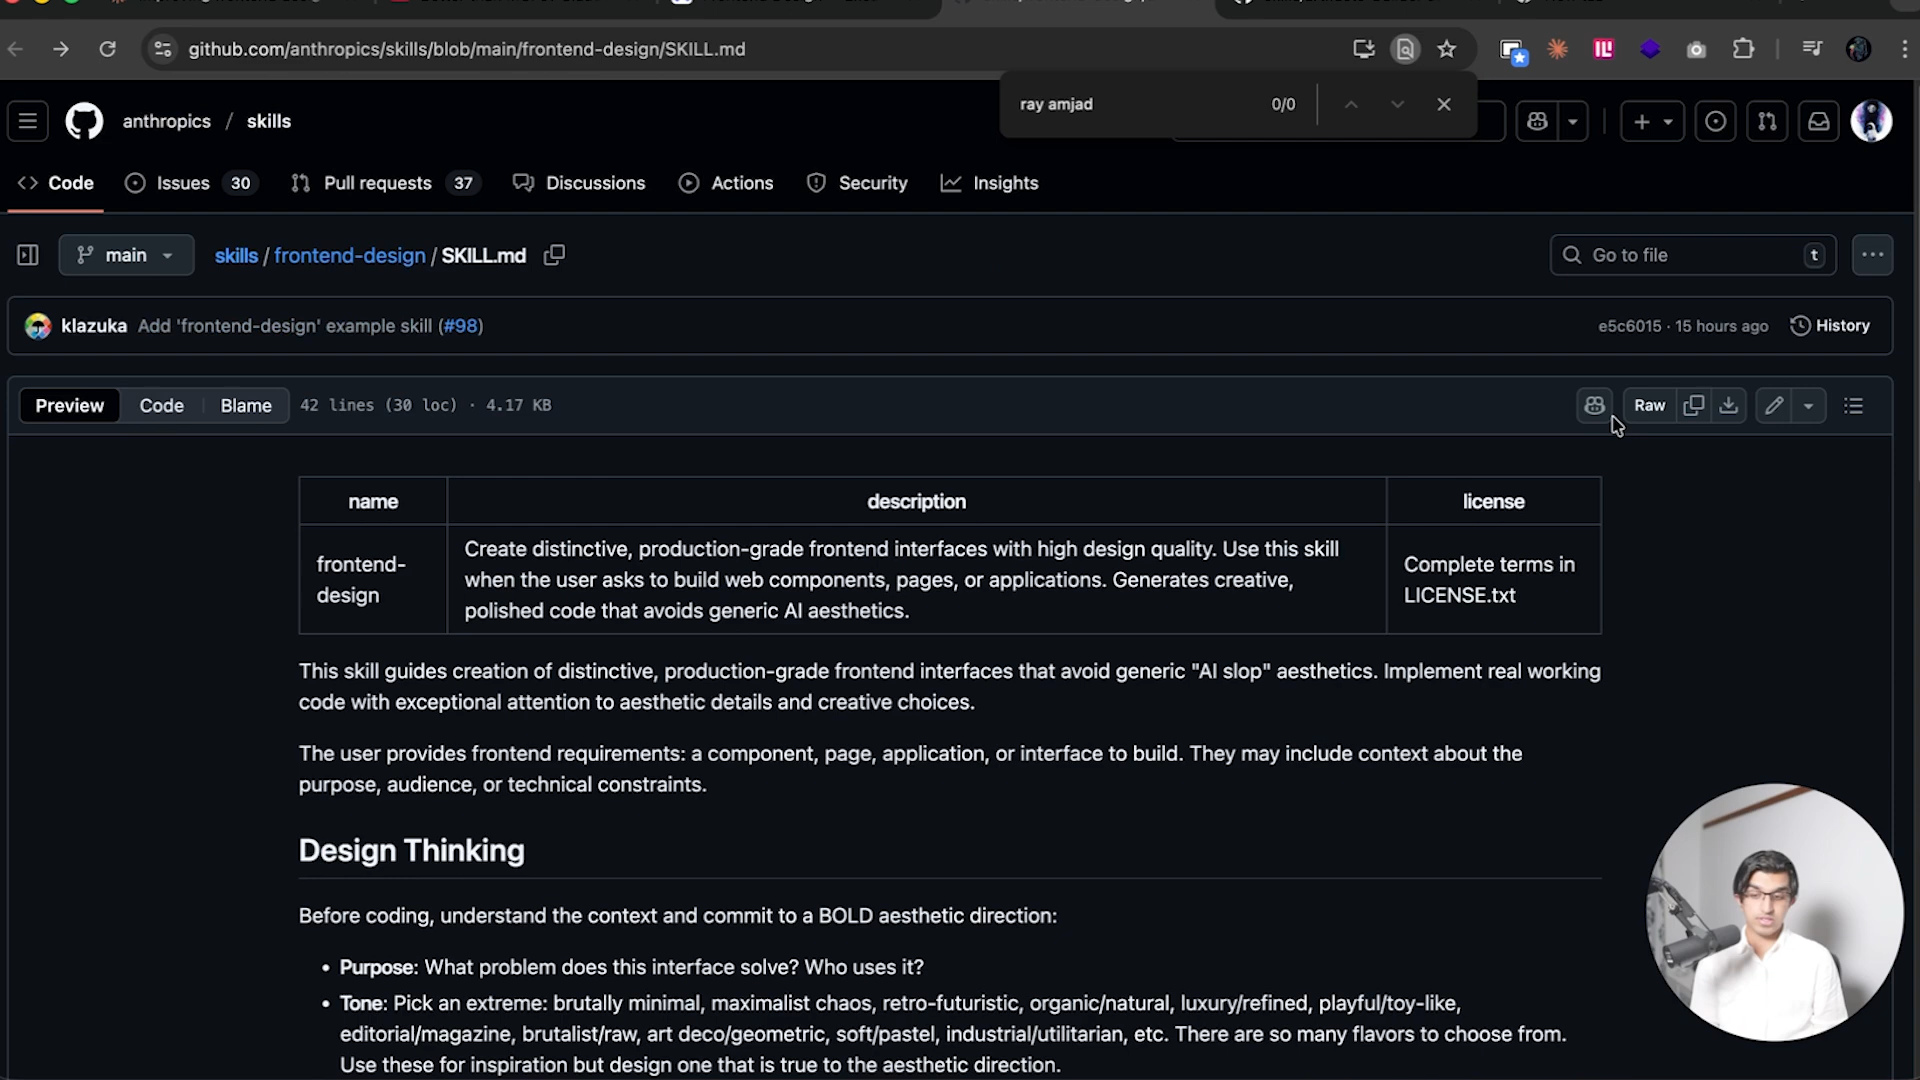 github.com/anthropics/skills/blob/main/frontend-design/SKILL.md
ray amjad
0/0
anthropics / skills
Code
Issues 30
Pull requests 37
Discussions
Actions
Security
Insights
main
skills / frontend-design / SKILL.md
Go to file
t
klazuka Add 'frontend-design' example skill (#98)
e5c6015 · 15 hours ago
History
Preview
Code
Blame
42 lines (30 loc) · 4.17 KB
Raw
name
description
license
frontend-
design
Create distinctive, production-grade frontend interfaces with high design quality. Use this skill
when the user asks to build web components, pages, or applications. Generates creative,
polished code that avoids generic AI aesthetics.
Complete terms in
LICENSE.txt
This skill guides creation of distinctive, production-grade frontend interfaces that avoid generic "AI slop" aesthetics. Implement real working
code with exceptional attention to aesthetic details and creative choices.
The user provides frontend requirements: a component, page, application, or interface to build. They may include context about the
purpose, audience, or technical constraints.
Design Thinking
Before coding, understand the context and commit to a BOLD aesthetic direction:
• Purpose: What problem does this interface solve? Who uses it?
• Tone: Pick an extreme: brutally minimal, maximalist chaos, retro-futuristic, organic/natural, luxury/refined, playful/toy-like,
editorial/magazine, brutalist/raw, art deco/geometric, soft/pastel, industrial/utilitarian, etc. There are so many flavors to choose from.
Use these for inspiration but design one that is true to the aesthetic direction.